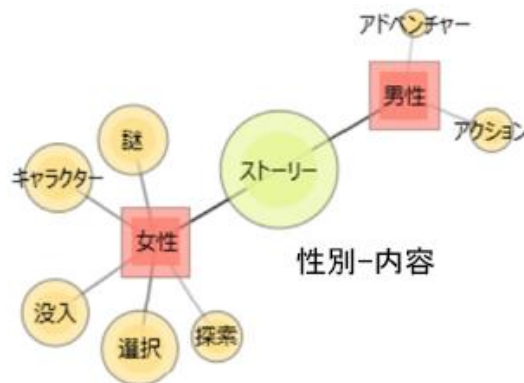 アドベンチャー
男性
アクション
謎
ストーリー
キャラクター
女性
性別-内容
没入
選択
探索